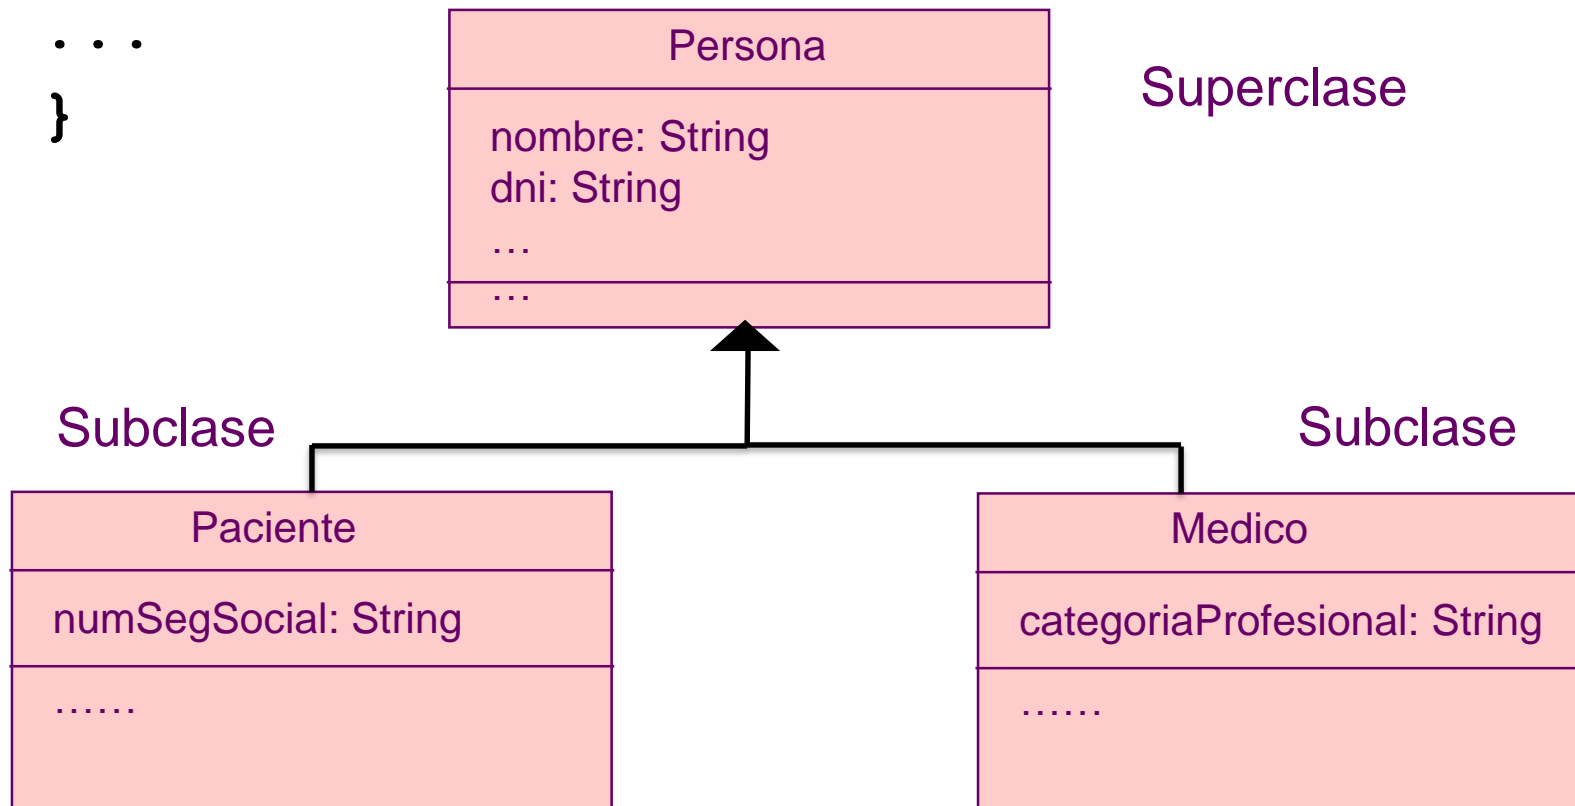 . . .
}
Persona
Superclase
nombre: String
dni: String
…
…
Subclase
Subclase
Paciente
numSegSocial: String
……
Medico
categoriaProfesional: String
……